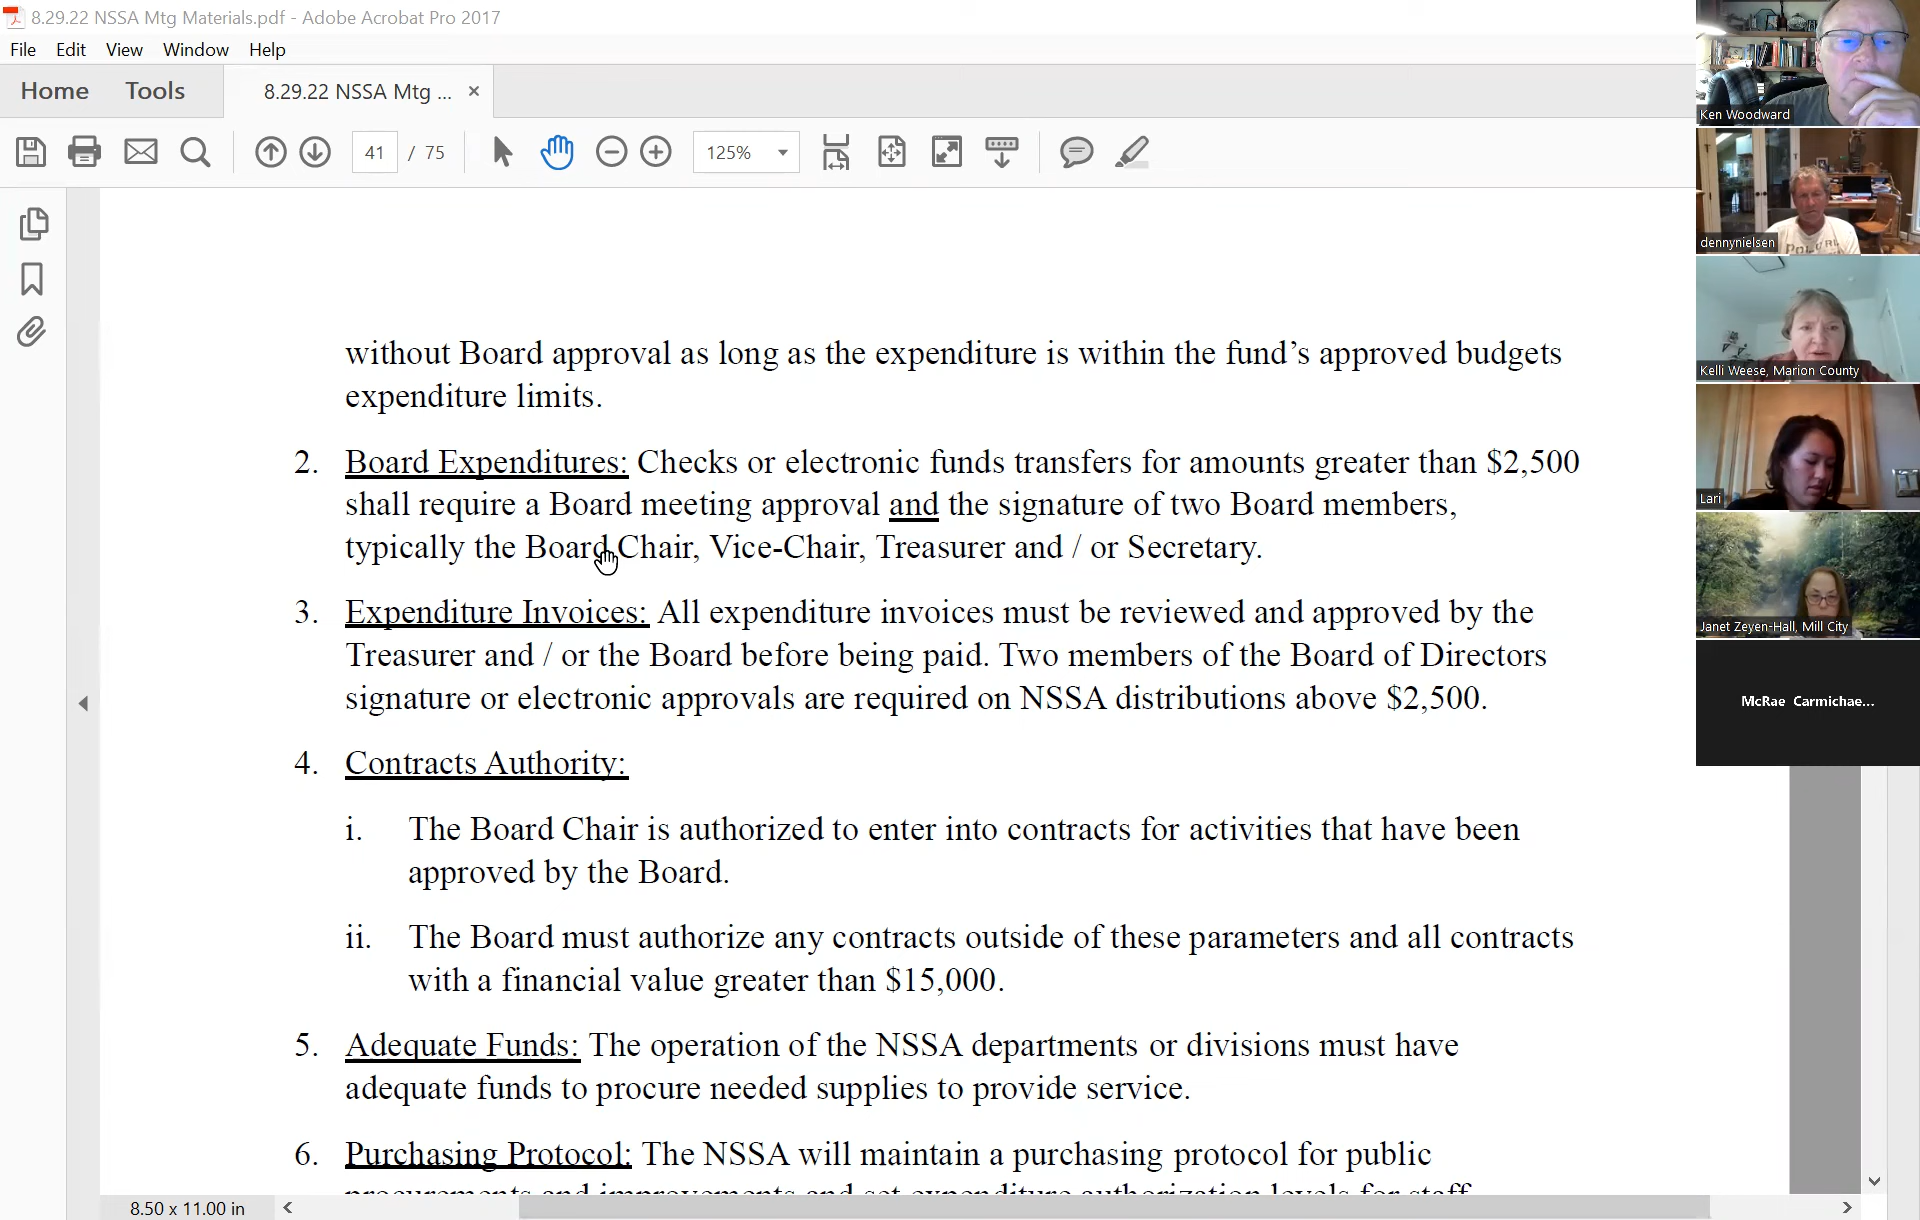 8.29.22 NSSA Mtg Materials.pdf - Adobe Acrobat Pro 2017
File Edit View Window Help
Home Tools 8.29.22 NSSA Mtg ... ×
41 / 75 125%
without Board approval as long as the expenditure is within the fund’s approved budgets
expenditure limits.
2. Board Expenditures: Checks or electronic funds transfers for amounts greater than $2,500
shall require a Board meeting approval and the signature of two Board members,
typically the Board Chair, Vice-Chair, Treasurer and / or Secretary.
3. Expenditure Invoices: All expenditure invoices must be reviewed and approved by the
Treasurer and / or the Board before being paid. Two members of the Board of Directors
signature or electronic approvals are required on NSSA distributions above $2,500.
4. Contracts Authority:
i. The Board Chair is authorized to enter into contracts for activities that have been
approved by the Board.
ii. The Board must authorize any contracts outside of these parameters and all contracts
with a financial value greater than $15,000.
5. Adequate Funds: The operation of the NSSA departments or divisions must have
adequate funds to procure needed supplies to provide service.
6. Purchasing Protocol: The NSSA will maintain a purchasing protocol for public
procurements and improvements and set expenditure authorization levels for staff
8.50 x 11.00 in
Ken Woodward
dennynielsen
Kelli Weese, Marion County
Lari
Janet Zeyen-Hall, Mill City
McRae Carmichae...